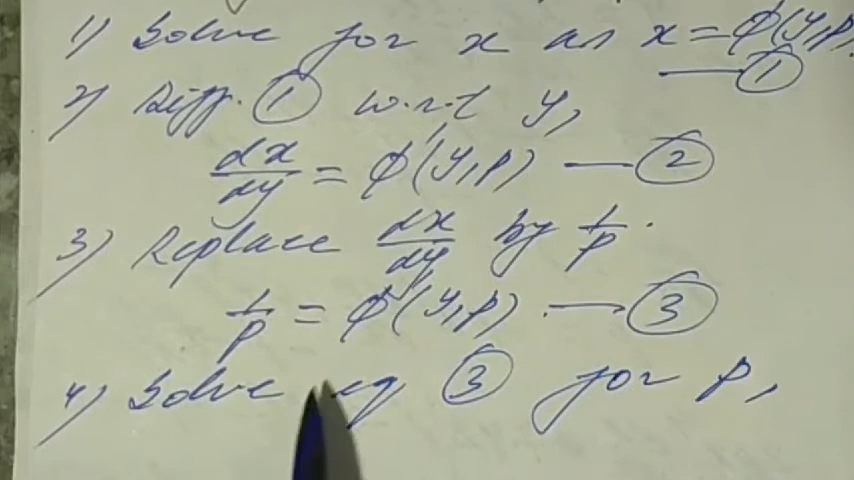 1) Solve for x as x = ϕ(y,p).
—①
2) Diff. ① w.r.t y,
dx/dy = ϕ'(y,p) — ②
3) Replace dx/dy by 1/p.
1/p = ϕ'(y,p) . — ③
4) Solve eq ③ for p,